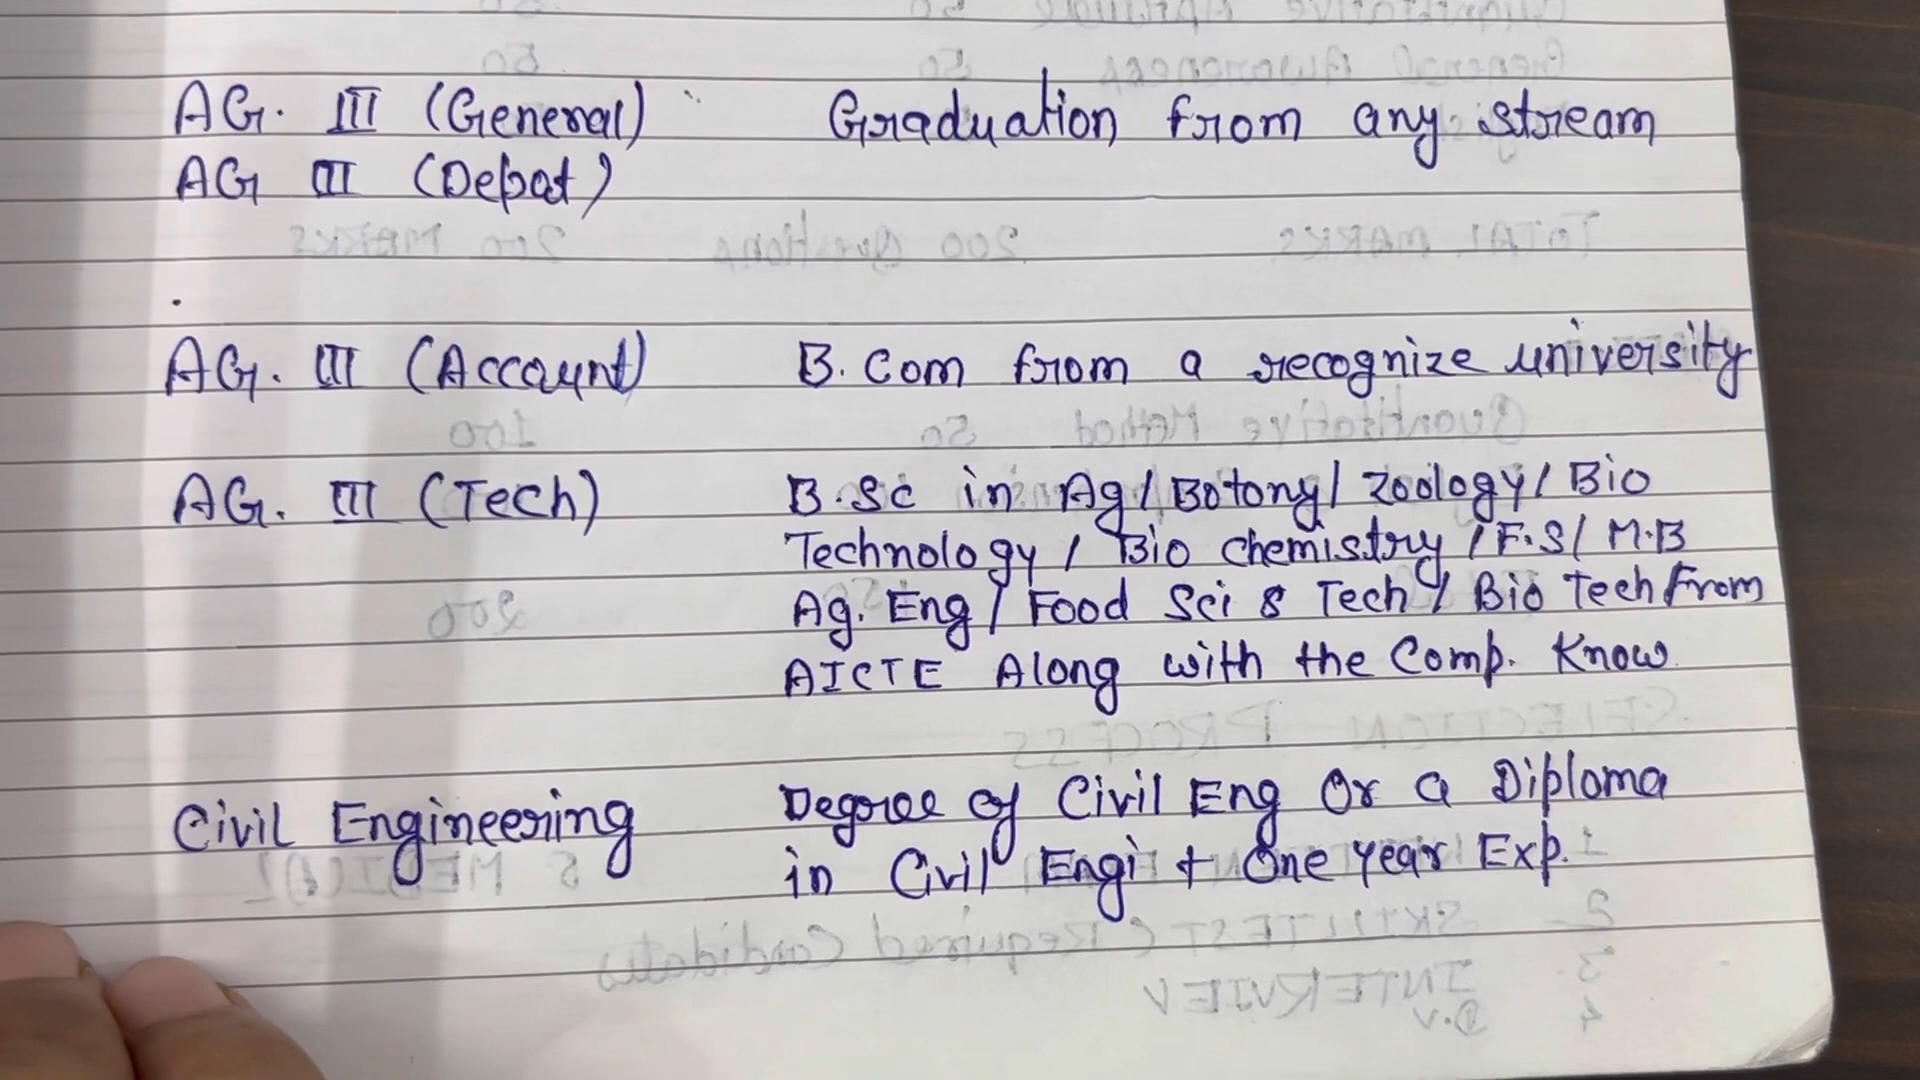 AG. III (General) Graduation from any stream
AG III (Depot)
AG. III (Account) B. Com from a recognize university
AG. III (Tech) B.Sc in Ag/Botony/Zoology/Bio
Technology / Bio chemistry / F.S / M.B
Ag. Eng / Food Sci & Tech / Bio Tech from
AICTE Along with the Comp. Know
Civil Engineering Degree of Civil Eng Or a Diploma
in Civil Engi + One year Exp.